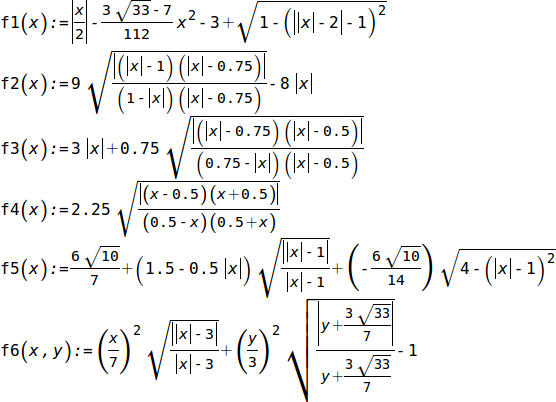 f1(x):=|x/2|-(3√33-7)/112 x²-3+√(1-(||x|-2|-1)²)
f2(x):=9√(|(|x|-1)(|x|-0.75)|/((1-|x|)(|x|-0.75)))-8|x|
f3(x):=3|x|+0.75√(|(|x|-0.75)(|x|-0.5)|/((0.75-|x|)(|x|-0.5)))
f4(x):=2.25√(|(x-0.5)(x+0.5)|/((0.5-x)(0.5+x)))
f5(x):=6√10/7+(1.5-0.5|x|)√(||x|-1|/(|x|-1))+(-6√10/14)√(4-(|x|-1)²)
f6(x,y):=(x/7)²√(||x|-3|/(|x|-3))+(y/3)²√(|y+3√33/7|/(y+3√33/7))-1